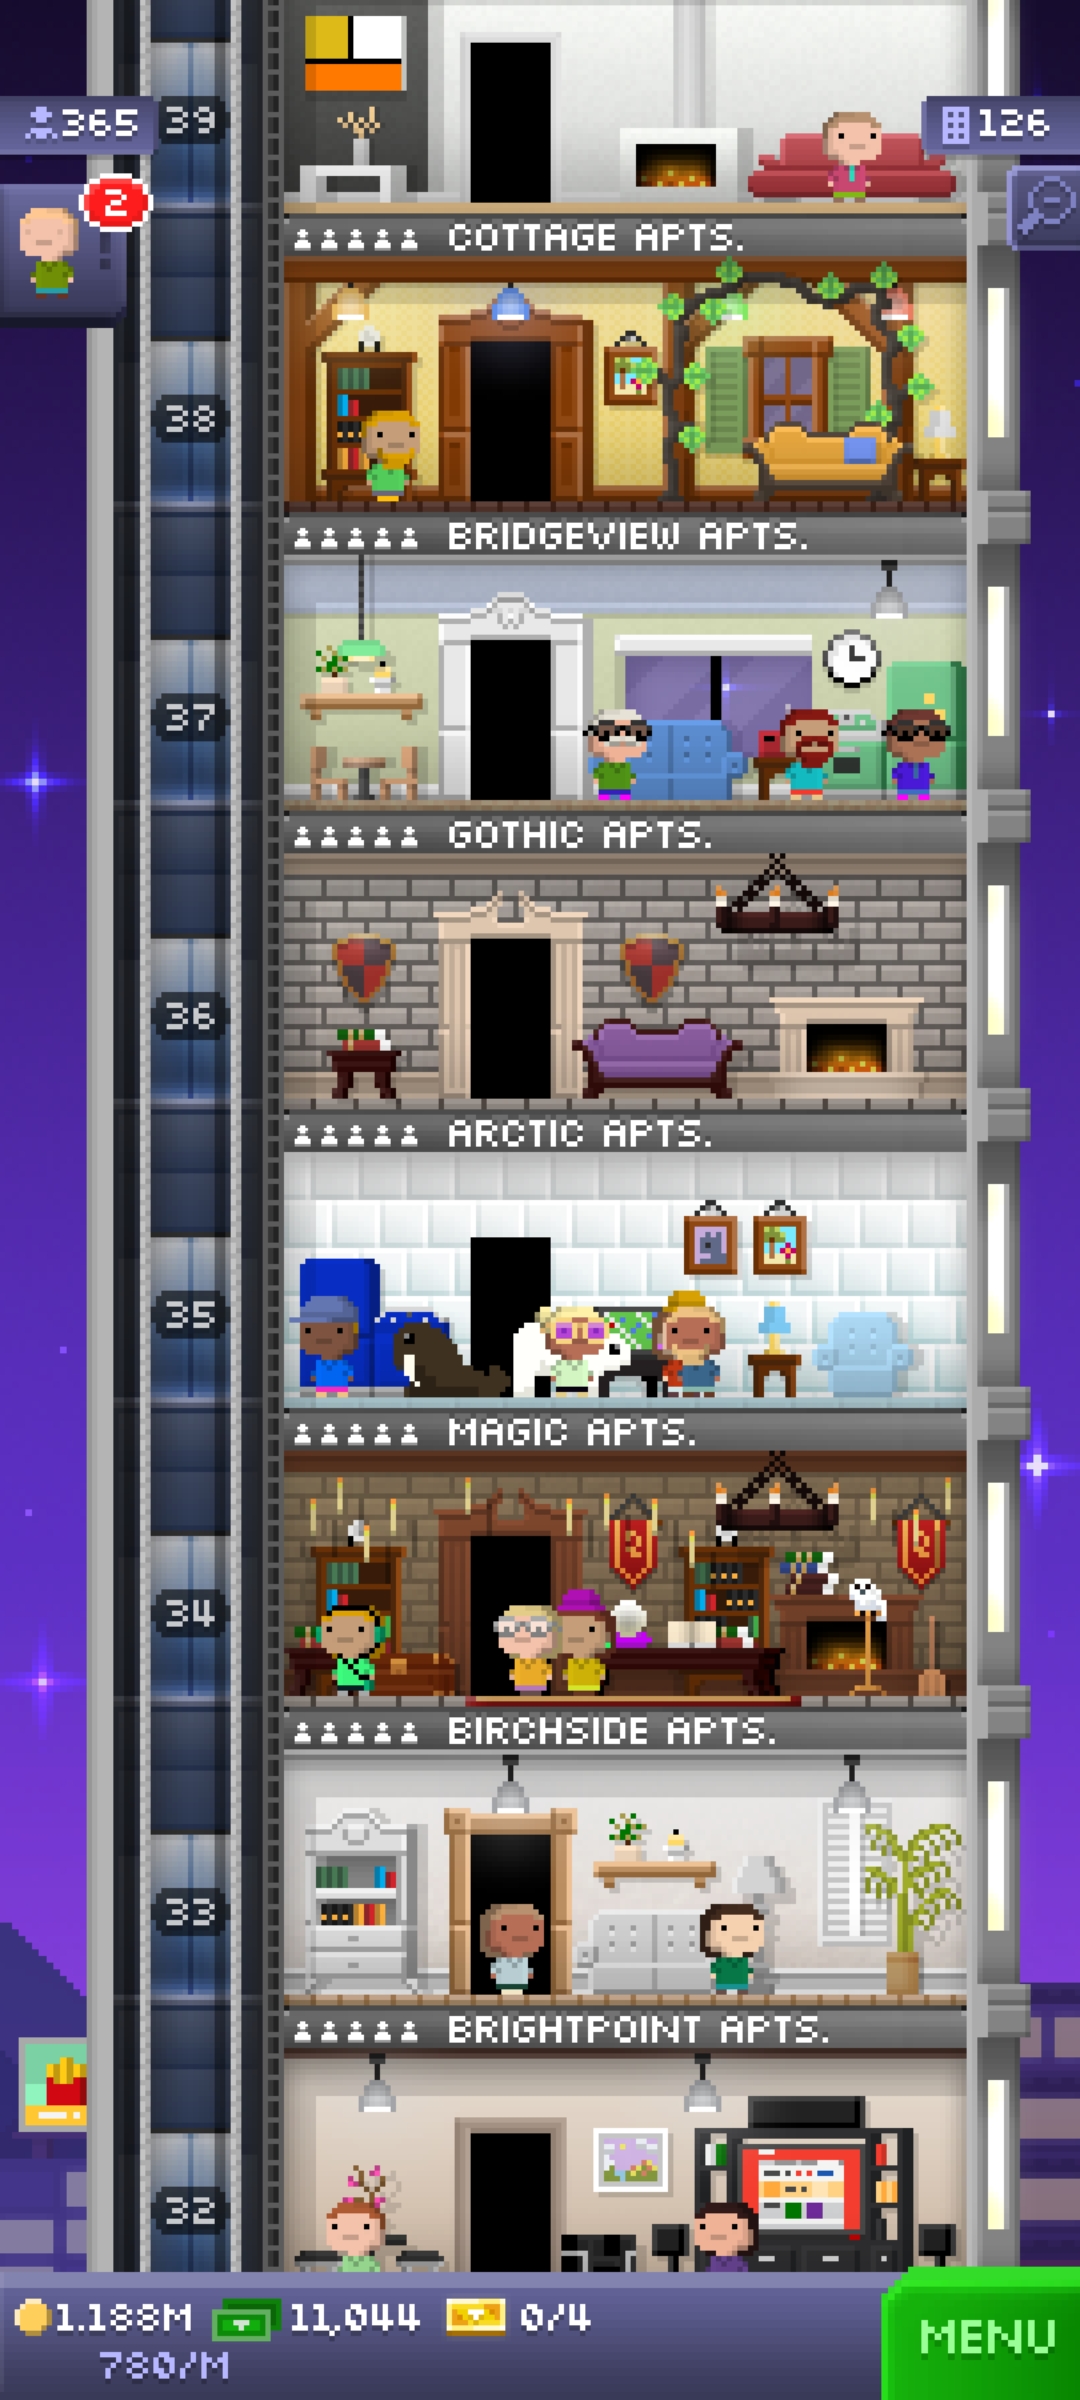 39
365
126
2
COTTAGE APTS.
38
BRIDGEVIEW APTS.
37
GOTHIC APTS.
36
ARCTIC APTS.
35
MAGIC APTS.
34
BIRCHSIDE APTS.
33
BRIGHTPOINT APTS.
32
1.188M 11,044 0/4
780/M
MENU